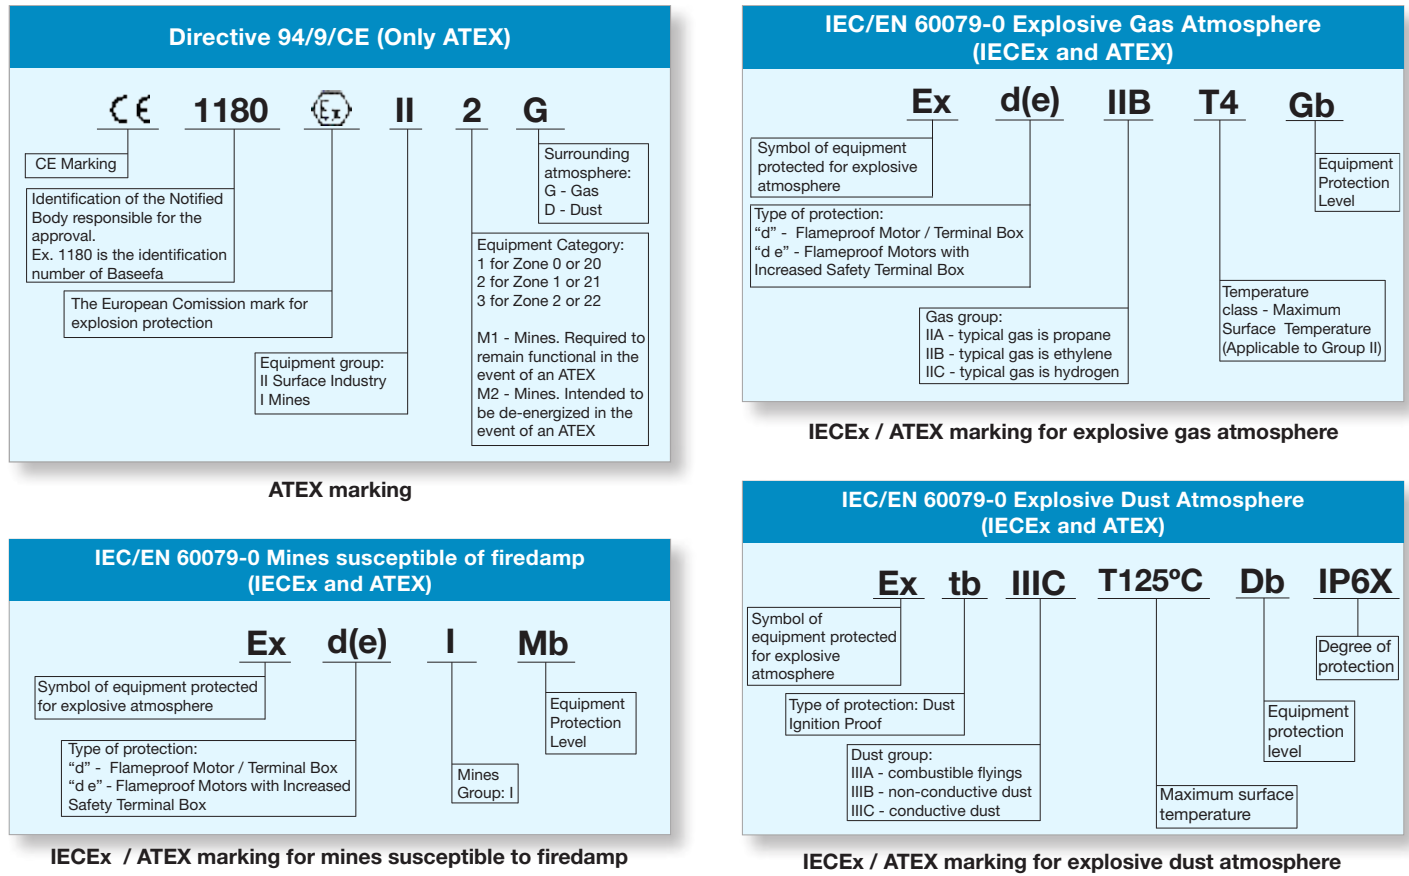 Directive 94/9/CE (Only ATEX)
CE 1180 Ex II 2 G
CE Marking
Identification of the Notified
Body responsible for the
approval.
Ex. 1180 is the identification
number of Baseefa
The European Comission mark for
explosion protection
Equipment group:
II Surface Industry
I Mines
Surrounding
atmosphere:
G - Gas
D - Dust
Equipment Category:
1 for Zone 0 or 20
2 for Zone 1 or 21
3 for Zone 2 or 22
M1 - Mines. Required to
remain functional in the
event of an ATEX
M2 - Mines. Intended to
be de-energized in the
event of an ATEX
ATEX marking
IEC/EN 60079-0 Explosive Gas Atmosphere
(IECEx and ATEX)
Ex d(e) IIB T4 Gb
Symbol of equipment
protected for explosive
atmosphere
Type of protection:
“d” - Flameproof Motor / Terminal Box
“d e” - Flameproof Motors with
Increased Safety Terminal Box
Gas group:
IIA - typical gas is propane
IIB - typical gas is ethylene
IIC - typical gas is hydrogen
Equipment
Protection
Level
Temperature
class - Maximum
Surface Temperature
(Applicable to Group II)
IECEx / ATEX marking for explosive gas atmosphere
IEC/EN 60079-0 Mines susceptible of firedamp
(IECEx and ATEX)
Ex d(e) I Mb
Symbol of equipment protected
for explosive atmosphere
Type of protection:
“d” - Flameproof Motor / Terminal Box
“d e” - Flameproof Motors with Increased
Safety Terminal Box
Mines
Group: I
Equipment
Protection
Level
IECEx / ATEX marking for mines susceptible to firedamp
IEC/EN 60079-0 Explosive Dust Atmosphere
(IECEx and ATEX)
Ex tb IIIC T125ºC Db IP6X
Symbol of
equipment protected
for explosive
atmosphere
Type of protection: Dust
Ignition Proof
Dust group:
IIIA - combustible flyings
IIIB - non-conductive dust
IIIC - conductive dust
Degree of
protection
Equipment
protection
level
Maximum surface
temperature
IECEx / ATEX marking for explosive dust atmosphere